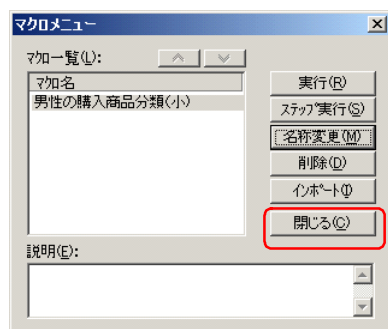 マクロメニュー
マクロ一覧(L):
マクロ名
男性の購入商品分類(小)
実行(R)
ステップ実行(S)
名称変更(M)
削除(D)
インポート(I)
閉じる(C)
説明(E):